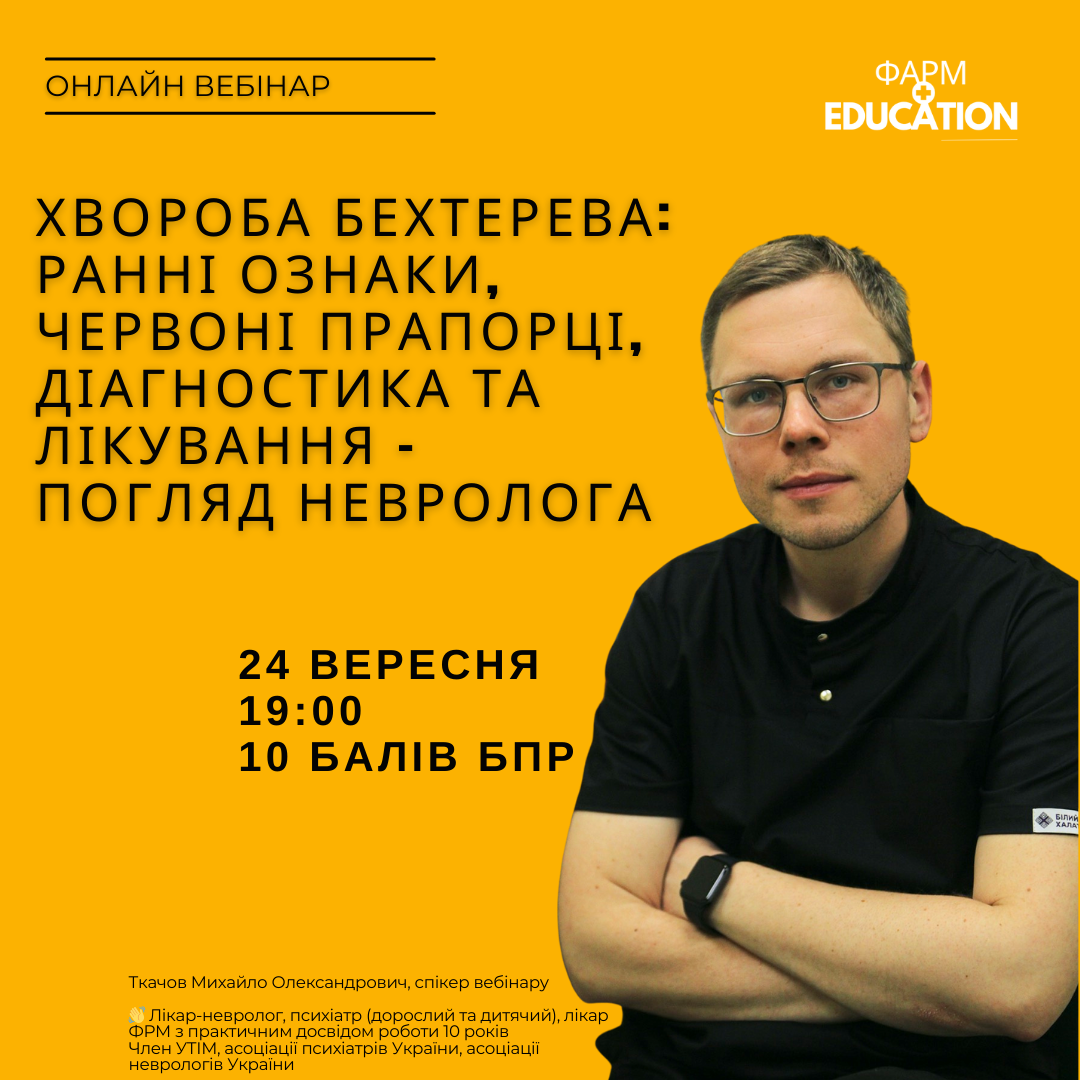 ОНЛАЙН ВЕБІНАР
ФАРМ
EDUCATION
ХВОРОБА БЕХТЕРЕВА:
РАННІ ОЗНАКИ,
ЧЕРВОНІ ПРАПОРЦІ,
ДІАГНОСТИКА ТА
ЛІКУВАННЯ -
ПОГЛЯД НЕВРОЛОГА
24 ВЕРЕСНЯ
19:00
10 БАЛІВ БПР
БІЛИЙ
Ткачов Михайло Олександрович, спікер вебінару
👋 Лікар-невролог, психіатр (дорослий та дитячий), лікар
ФРМ з практичним досвідом роботи 10 років
Член УТІМ, асоціації психіатрів України, асоціації
неврологів України